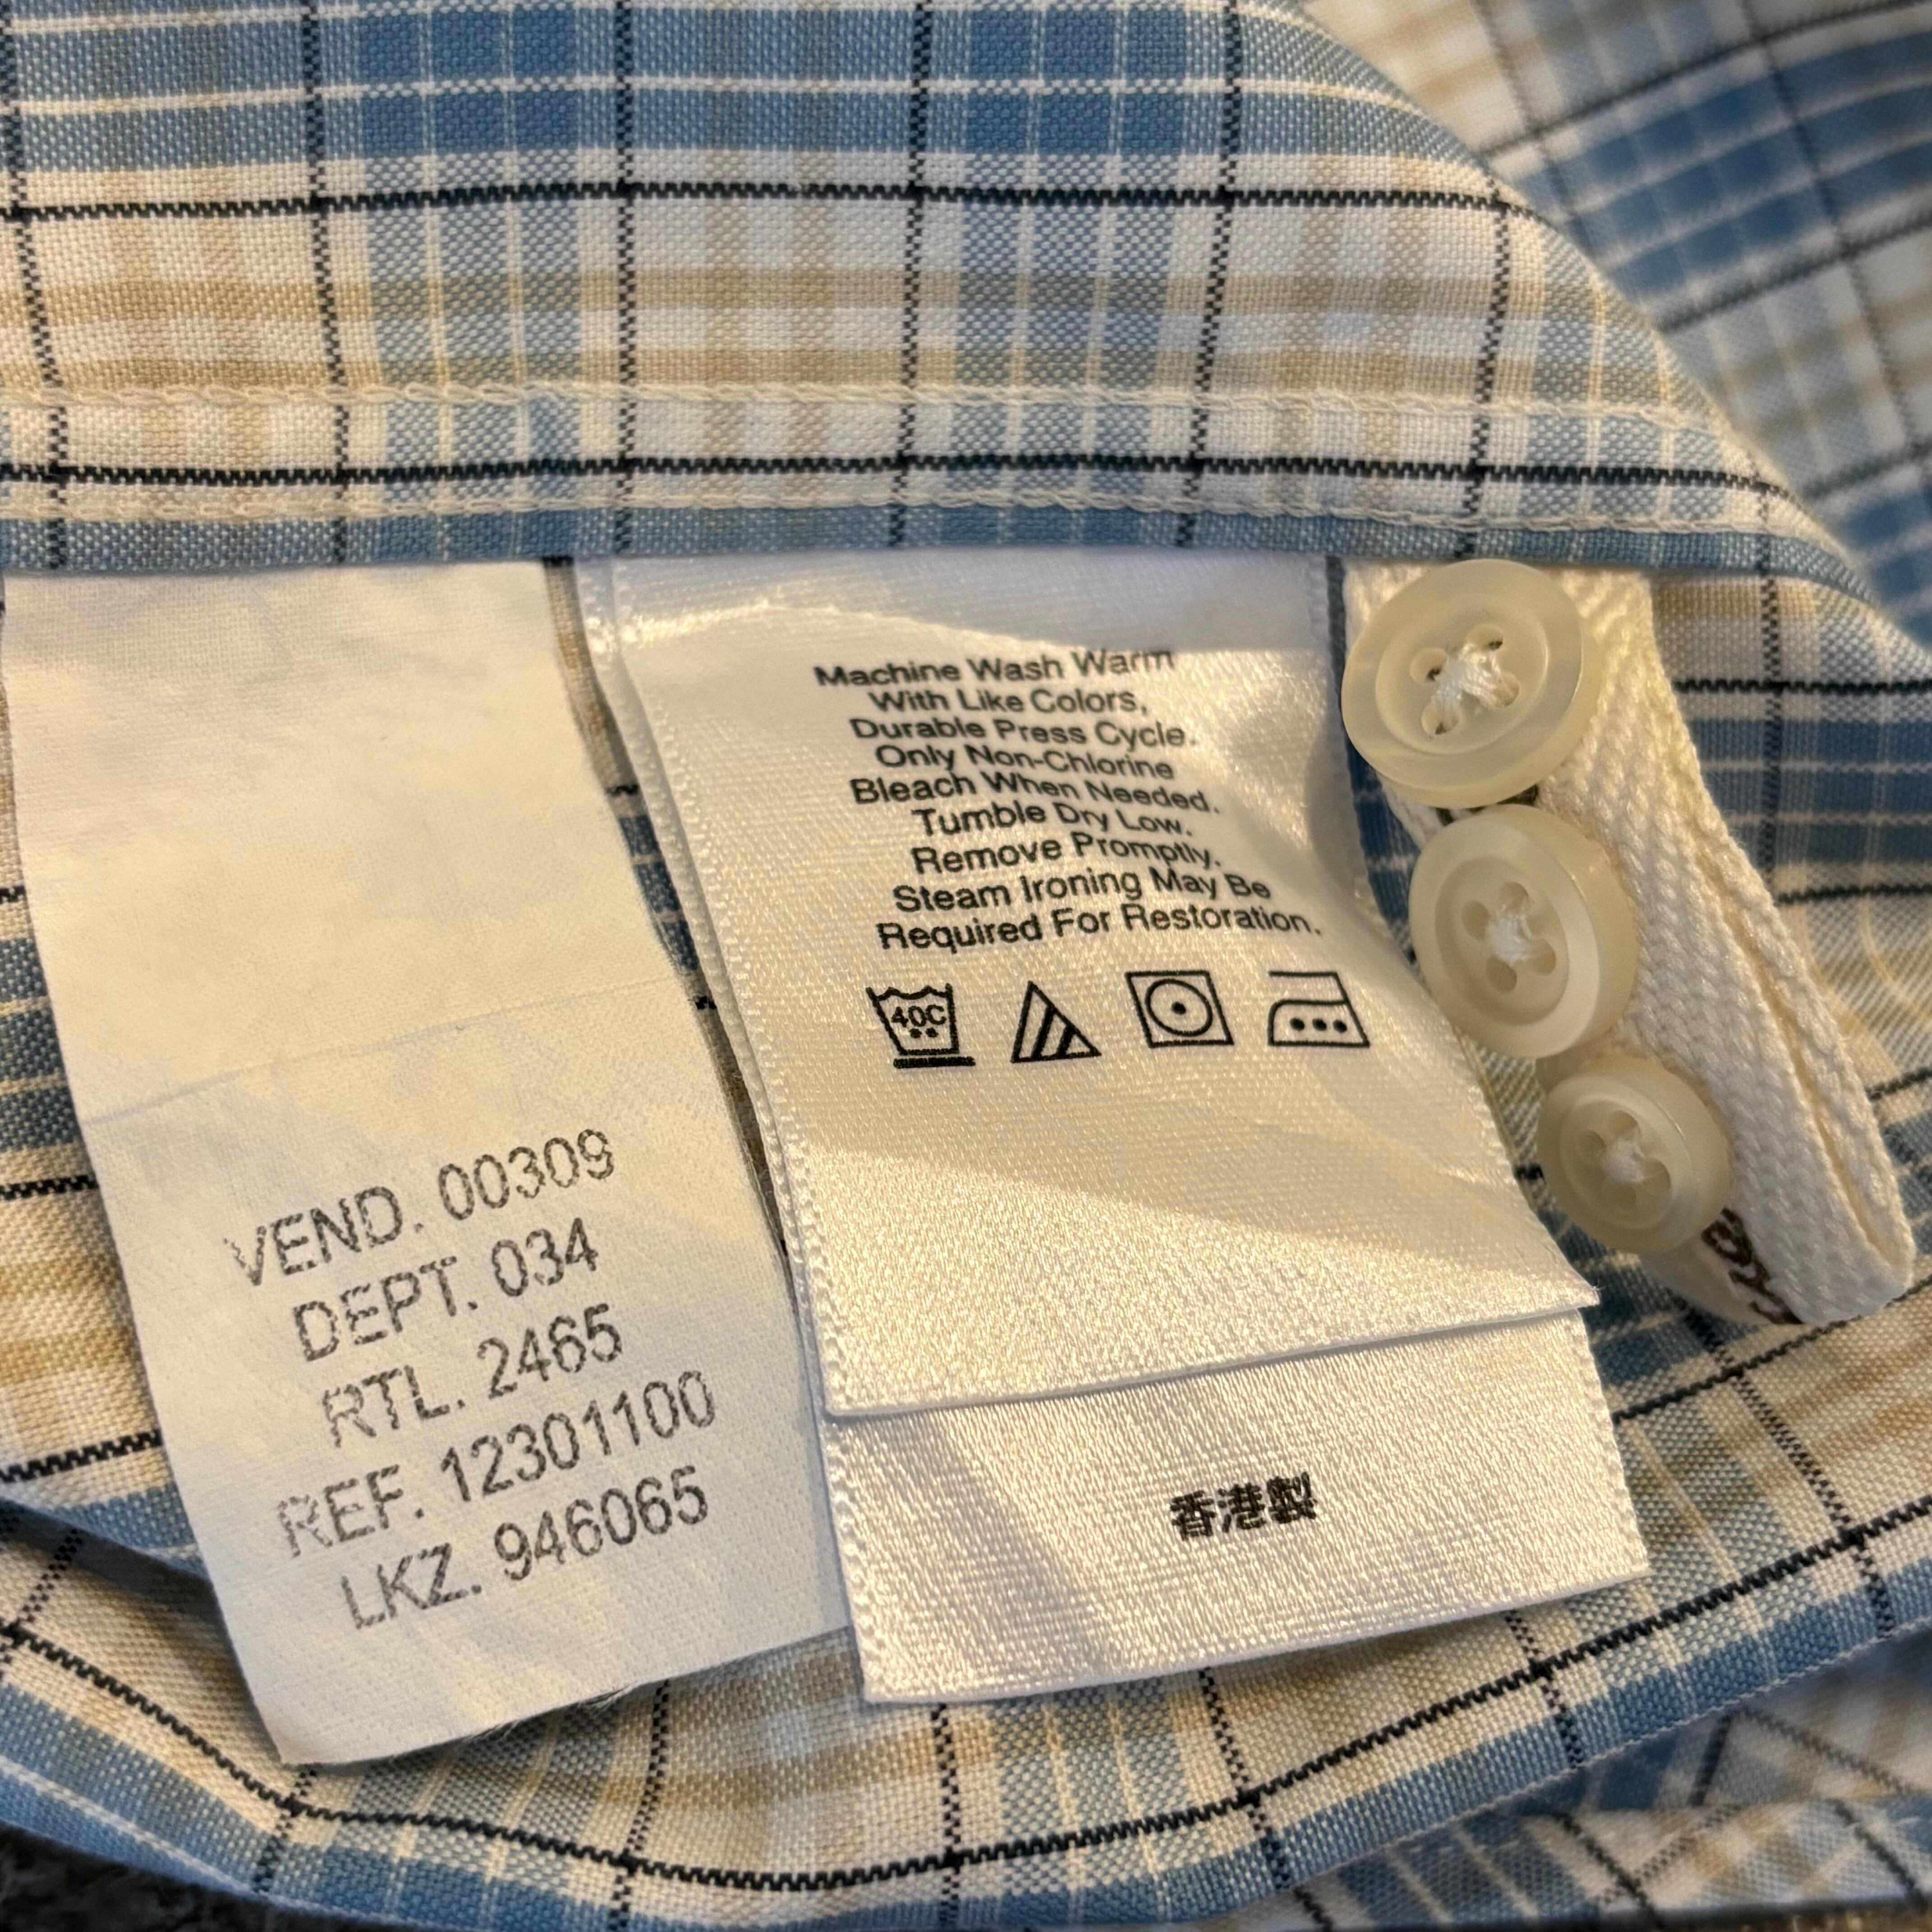 VEND. 00309
DEPT. 034
RTL. 2465
REF. 12301100
LKZ. 946065
Machine Wash Warm
With Like Colors,
Durable Press Cycle.
Only Non-Chlorine
Bleach When Needed.
Tumble Dry Low.
Remove Promptly.
Steam Ironing May Be
Required For Restoration.
40C
香港製